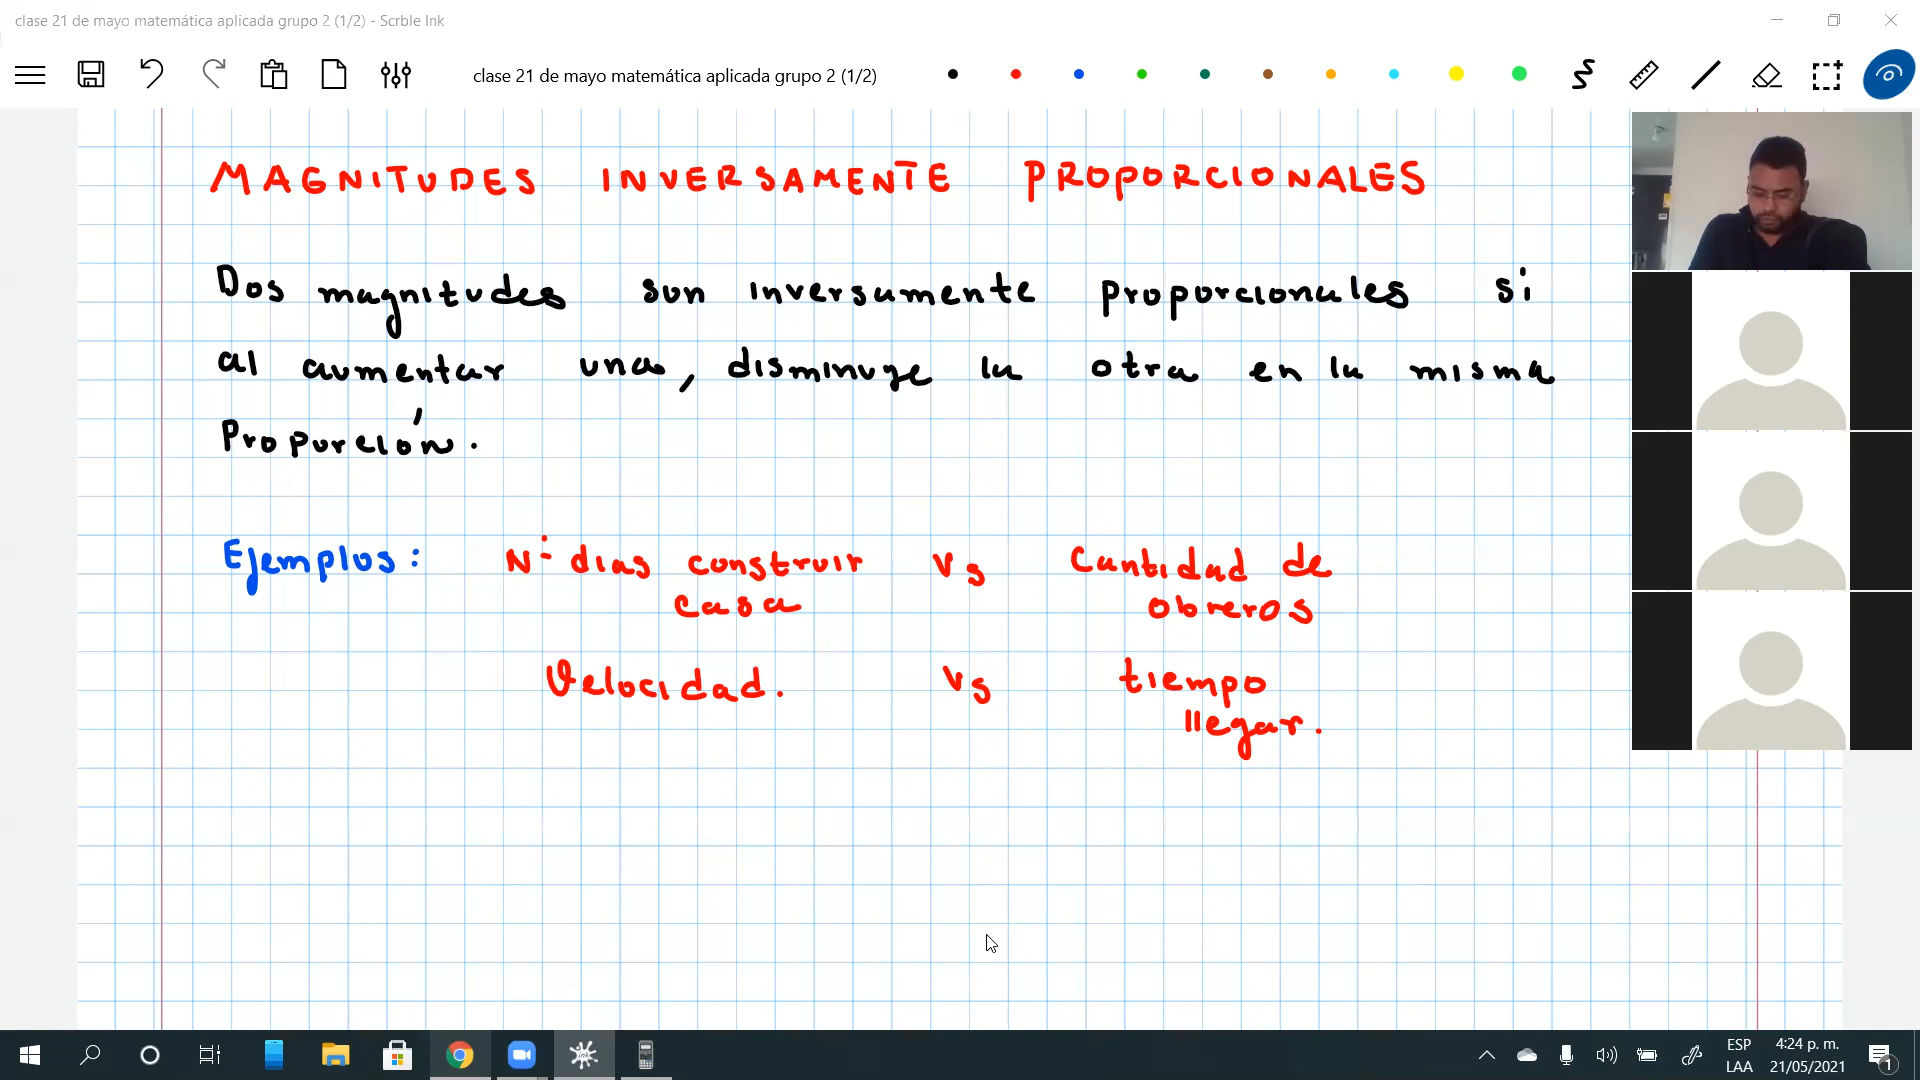 clase 21 de mayo matemática aplicada grupo 2 (1/2) - Scrble Ink
clase 21 de mayo matemática aplicada grupo 2 (1/2)
MAGNITUDES INVERSAMENTE PROPORCIONALES
Dos magnitudes son inversamente proporcionales si
al aumentar una, disminuye la otra en la misma
Proporción.
Ejemplos: N° dias construir vs Cantidad de
casa obreros
Velocidad. vs tiempo
llegar.
ESP 4:24 p. m.
LAA 21/05/2021
1